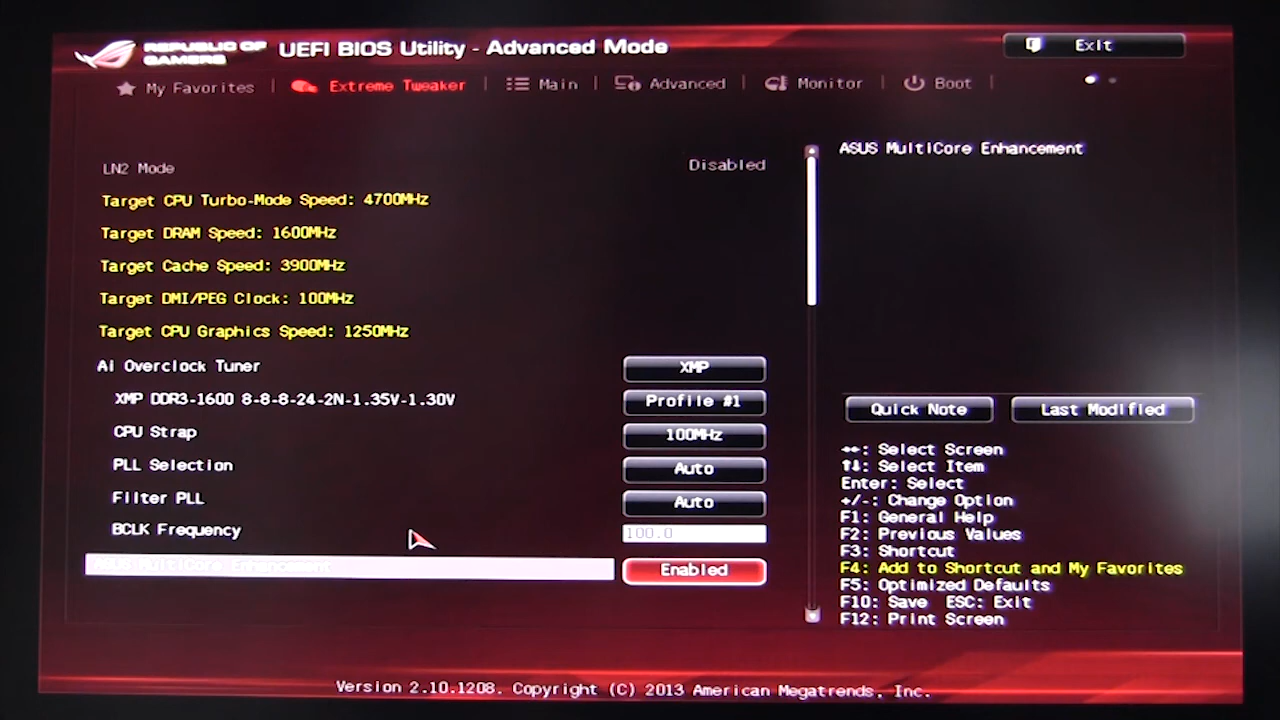 REPUBLIC OF GAMERS
UEFI BIOS Utility - Advanced Mode
Exit
My Favorites
Extreme Tweaker
Main
Advanced
Monitor
Boot
LN2 Mode Disabled
Target CPU Turbo-Mode Speed: 4700MHz
Target DRAM Speed: 1600MHz
Target Cache Speed: 3900MHz
Target DMI/PEG Clock: 100MHz
Target CPU Graphics Speed: 1250MHz
AI Overclock Tuner XMP
XMP DDR3-1600 8-8-8-24-2N-1.35V-1.30V Profile #1
CPU Strap 100MHz
PLL Selection Auto
Filter PLL Auto
BCLK Frequency 100.0
ASUS MultiCore Enhancement Enabled
ASUS MultiCore Enhancement
Quick Note
Last Modified
→←: Select Screen
↑↓: Select Item
Enter: Select
+/-: Change Option
F1: General Help
F2: Previous Values
F3: Shortcut
F4: Add to Shortcut and My Favorites
F5: Optimized Defaults
F10: Save ESC: Exit
F12: Print Screen
Version 2.10.1208. Copyright (C) 2013 American Megatrends, Inc.